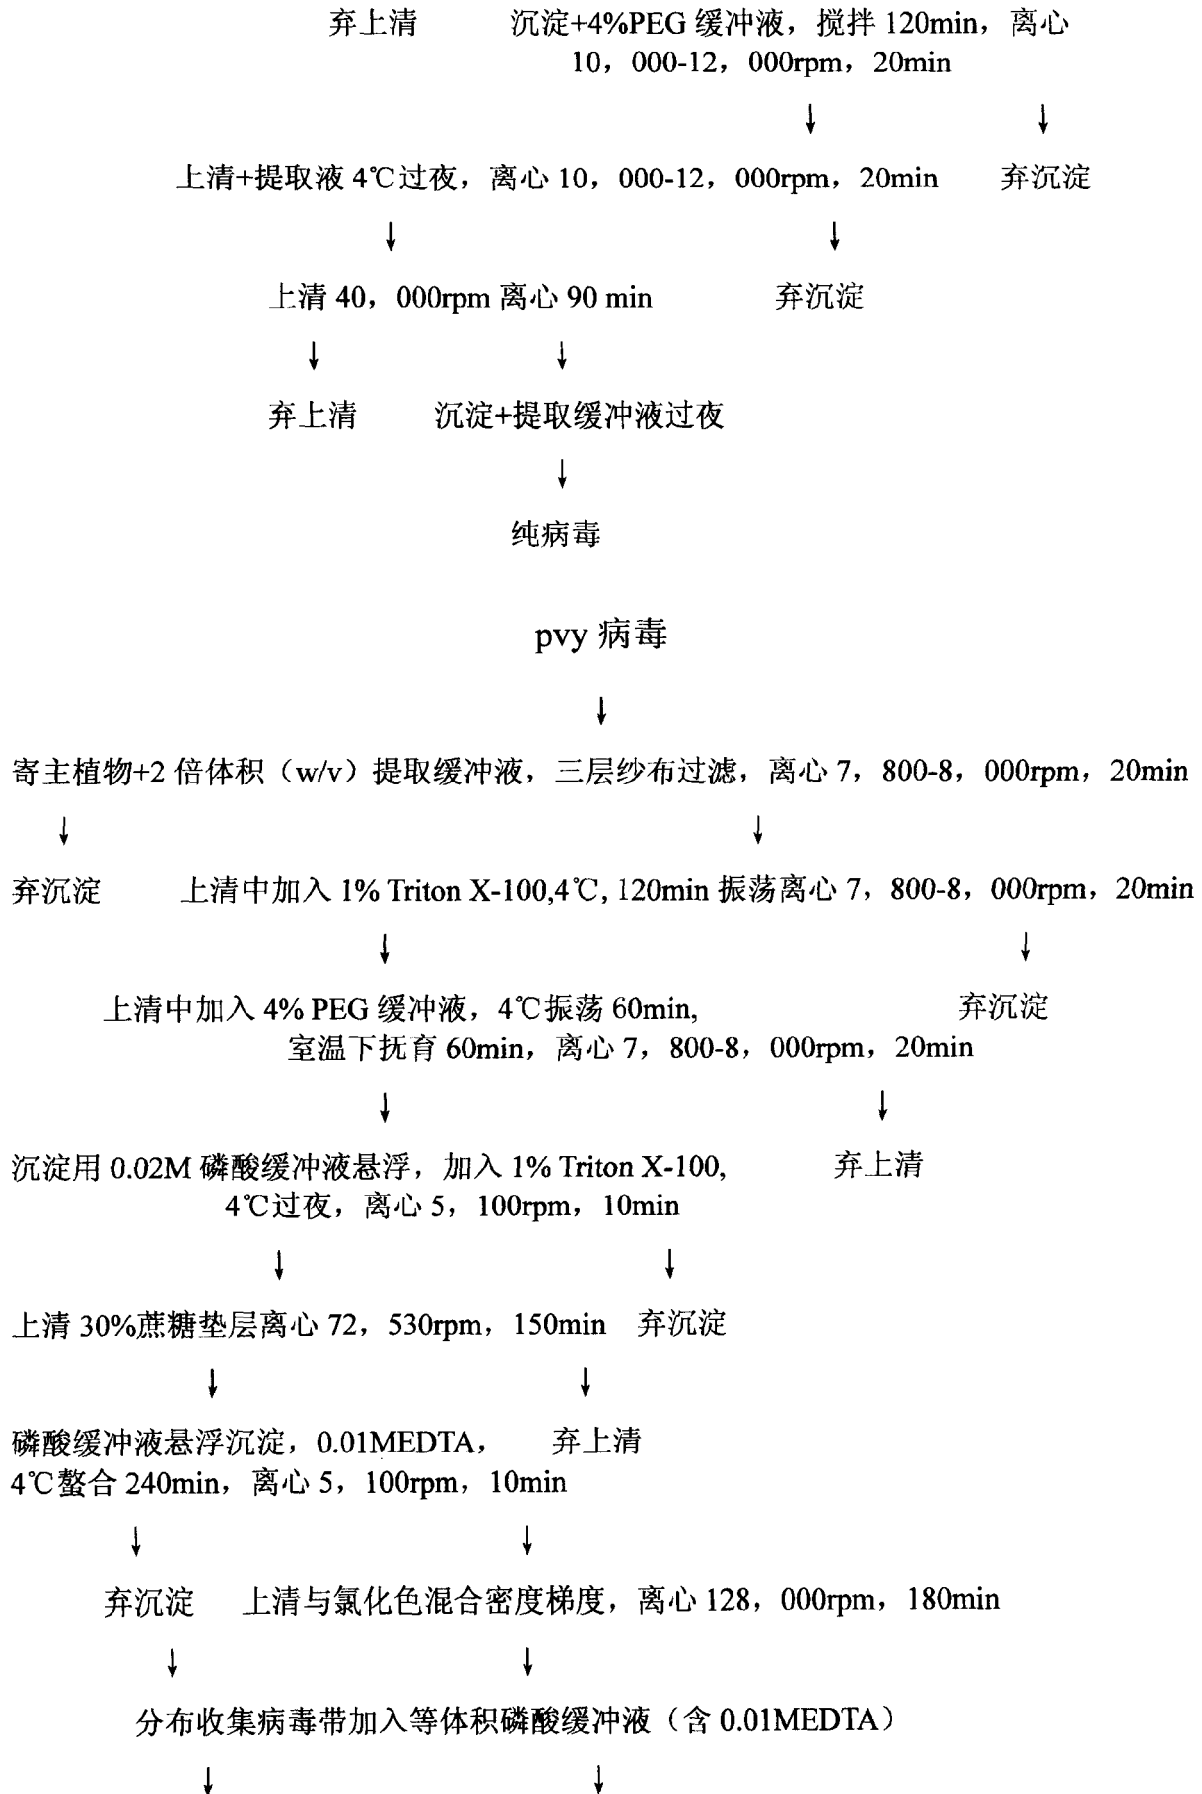 弃上清 沉淀+4%PEG 缓冲液，搅拌 120min，离心
10，000-12，000rpm，20min
↓ ↓
上清+提取液 4℃过夜，离心 10，000-12，000rpm，20min 弃沉淀
↓ ↓
上清 40，000rpm 离心 90 min 弃沉淀
↓ ↓
弃上清 沉淀+提取缓冲液过夜
↓
纯病毒
pvy 病毒
↓
寄主植物+2 倍体积（w/v）提取缓冲液，三层纱布过滤，离心 7，800-8，000rpm，20min
↓ ↓
弃沉淀 上清中加入 1% Triton X-100,4℃, 120min 振荡离心 7，800-8，000rpm，20min
↓ ↓
上清中加入 4% PEG 缓冲液，4℃振荡 60min, 弃沉淀
室温下抚育 60min，离心 7，800-8，000rpm，20min
↓ ↓
沉淀用 0.02M 磷酸缓冲液悬浮，加入 1% Triton X-100, 弃上清
4℃过夜，离心 5，100rpm，10min
↓ ↓
上清 30%蔗糖垫层离心 72，530rpm，150min 弃沉淀
↓ ↓
磷酸缓冲液悬浮沉淀，0.01MEDTA， 弃上清
4℃螯合 240min，离心 5，100rpm，10min
↓ ↓
弃沉淀 上清与氯化色混合密度梯度，离心 128，000rpm，180min
↓ ↓
分布收集病毒带加入等体积磷酸缓冲液（含 0.01MEDTA）
↓ ↓